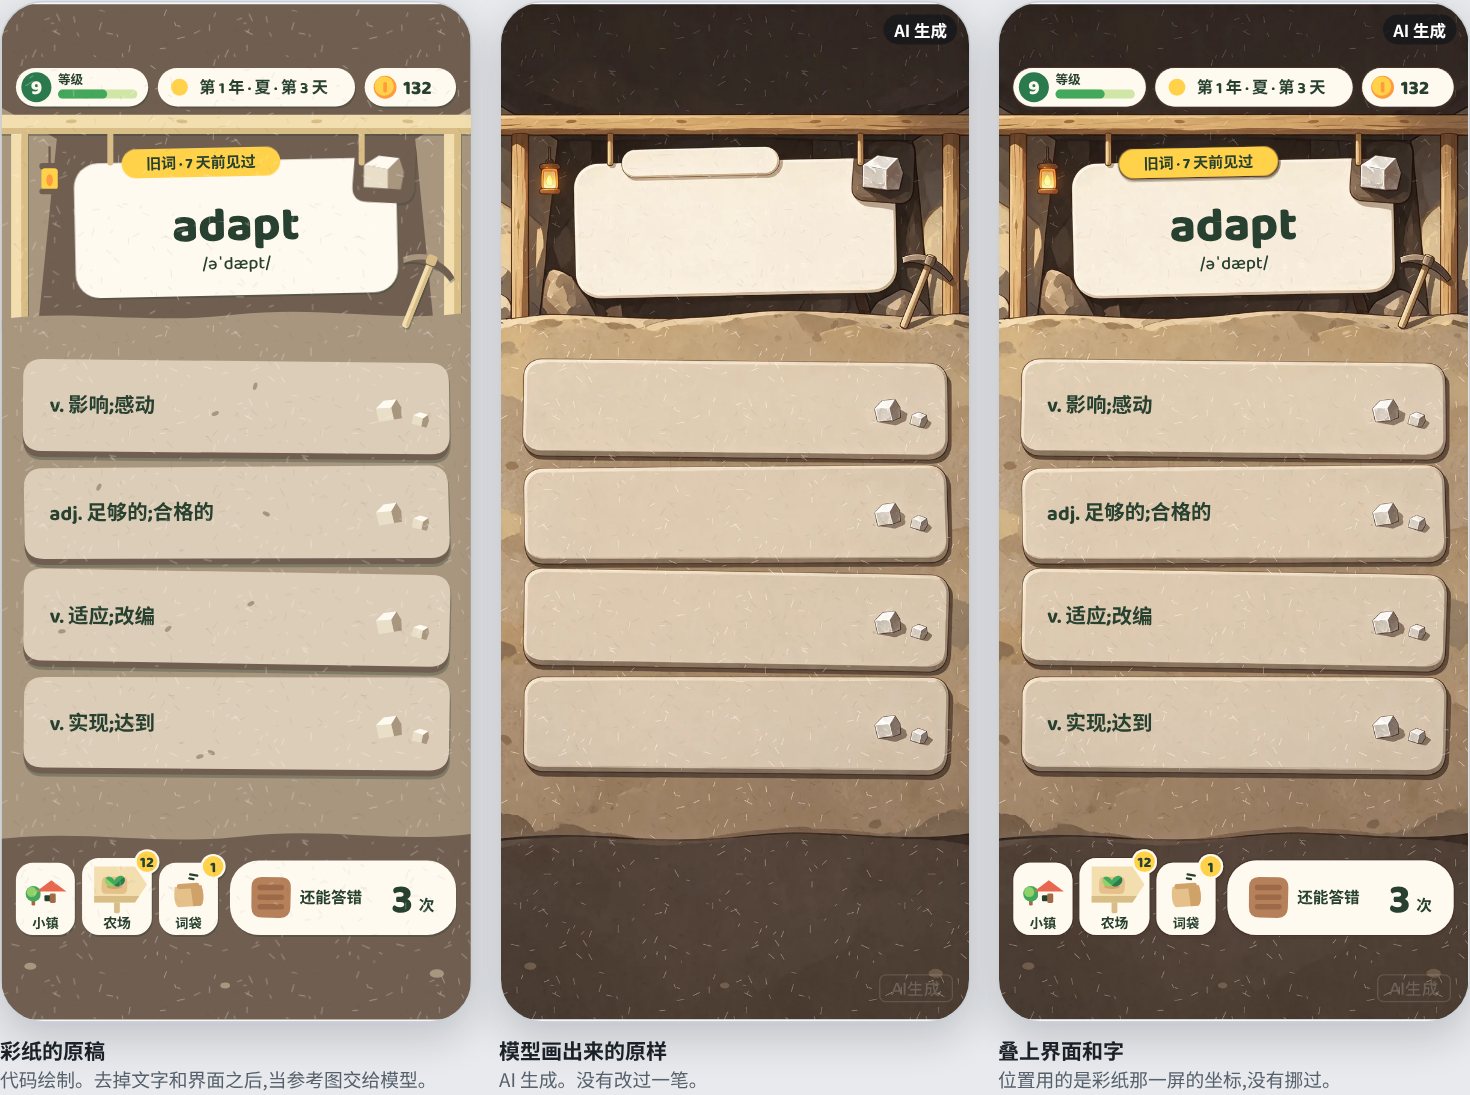 9 等级
第1年·夏·第3天
132
旧词·7天前见过
adapt
/əˈdæpt/
v. 影响;感动
adj. 足够的;合格的
v. 适应;改编
v. 实现;达到
小镇
12
农场
1
词袋
还能答错 3 次
彩纸的原稿
代码绘制。去掉文字和界面之后,当参考图交给模型。
AI 生成
AI生成
模型画出来的原样
AI 生成。没有改过一笔。
AI 生成
9 等级
第1年·夏·第3天
132
旧词·7天前见过
adapt
/əˈdæpt/
v. 影响;感动
adj. 足够的;合格的
v. 适应;改编
v. 实现;达到
小镇
12
农场
1
词袋
还能答错 3 次
AI生成
叠上界面和字
位置用的是彩纸那一屏的坐标,没有挪过。